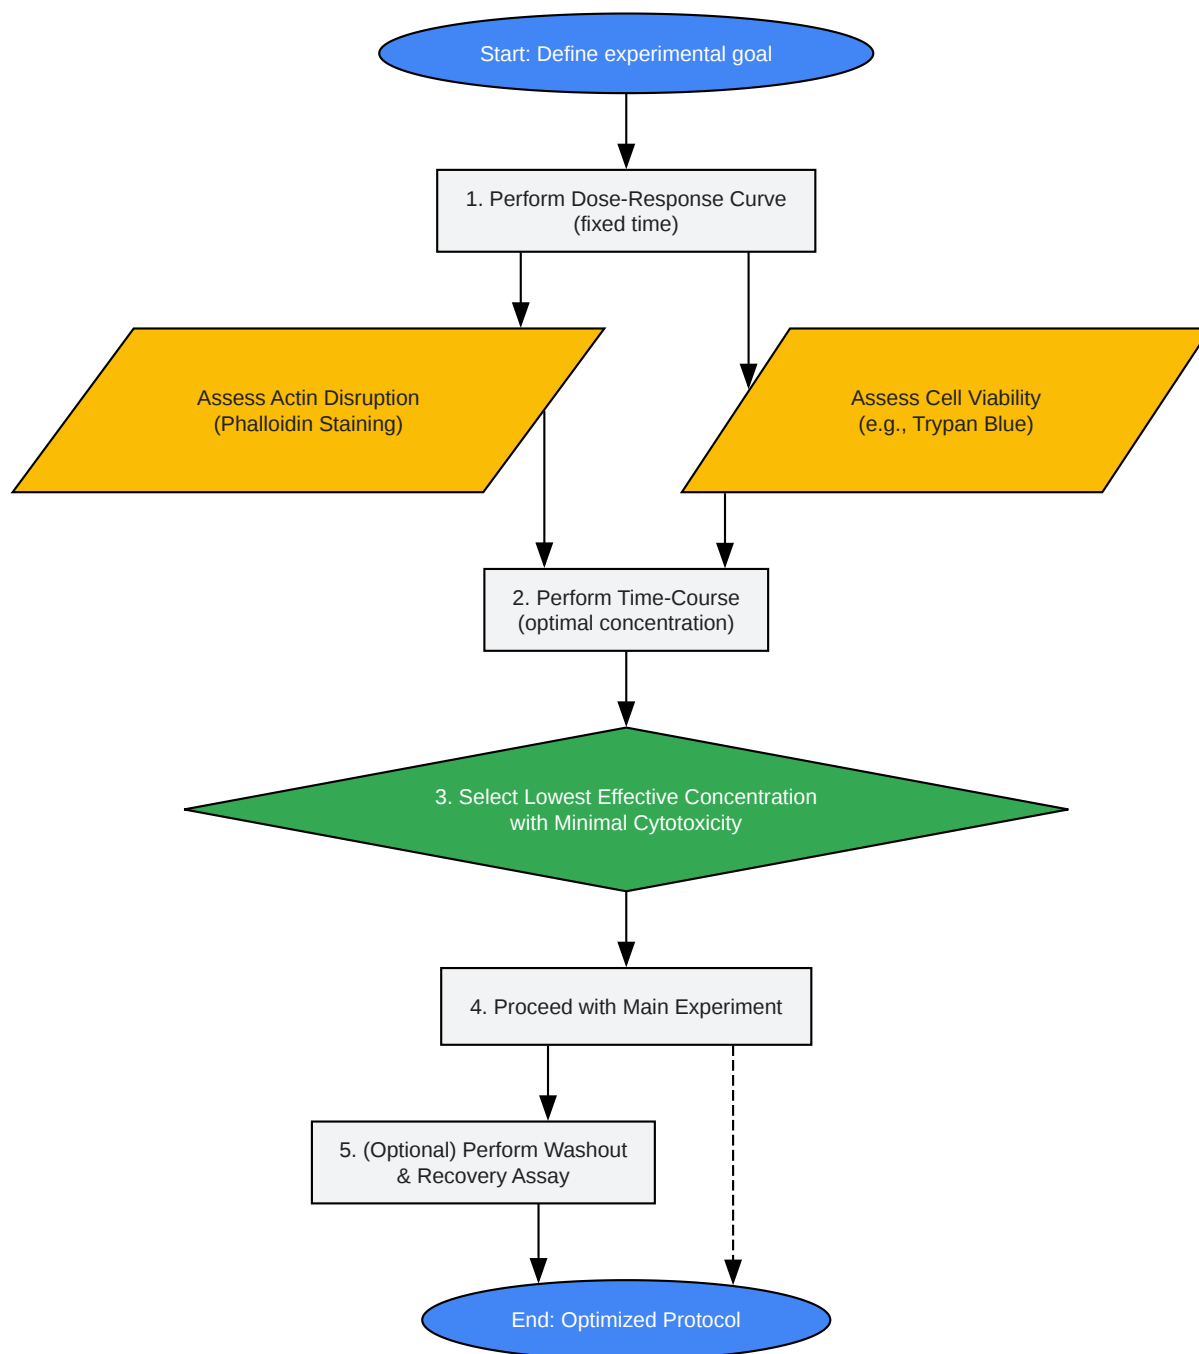 Start: Define experimental goal
1. Perform Dose-Response Curve
(fixed time)
Assess Actin Disruption
(Phalloidin Staining)
Assess Cell Viability
(e.g., Trypan Blue)
2. Perform Time-Course
(optimal concentration)
3. Select Lowest Effective Concentration
with Minimal Cytotoxicity
4. Proceed with Main Experiment
5. (Optional) Perform Washout
& Recovery Assay
End: Optimized Protocol